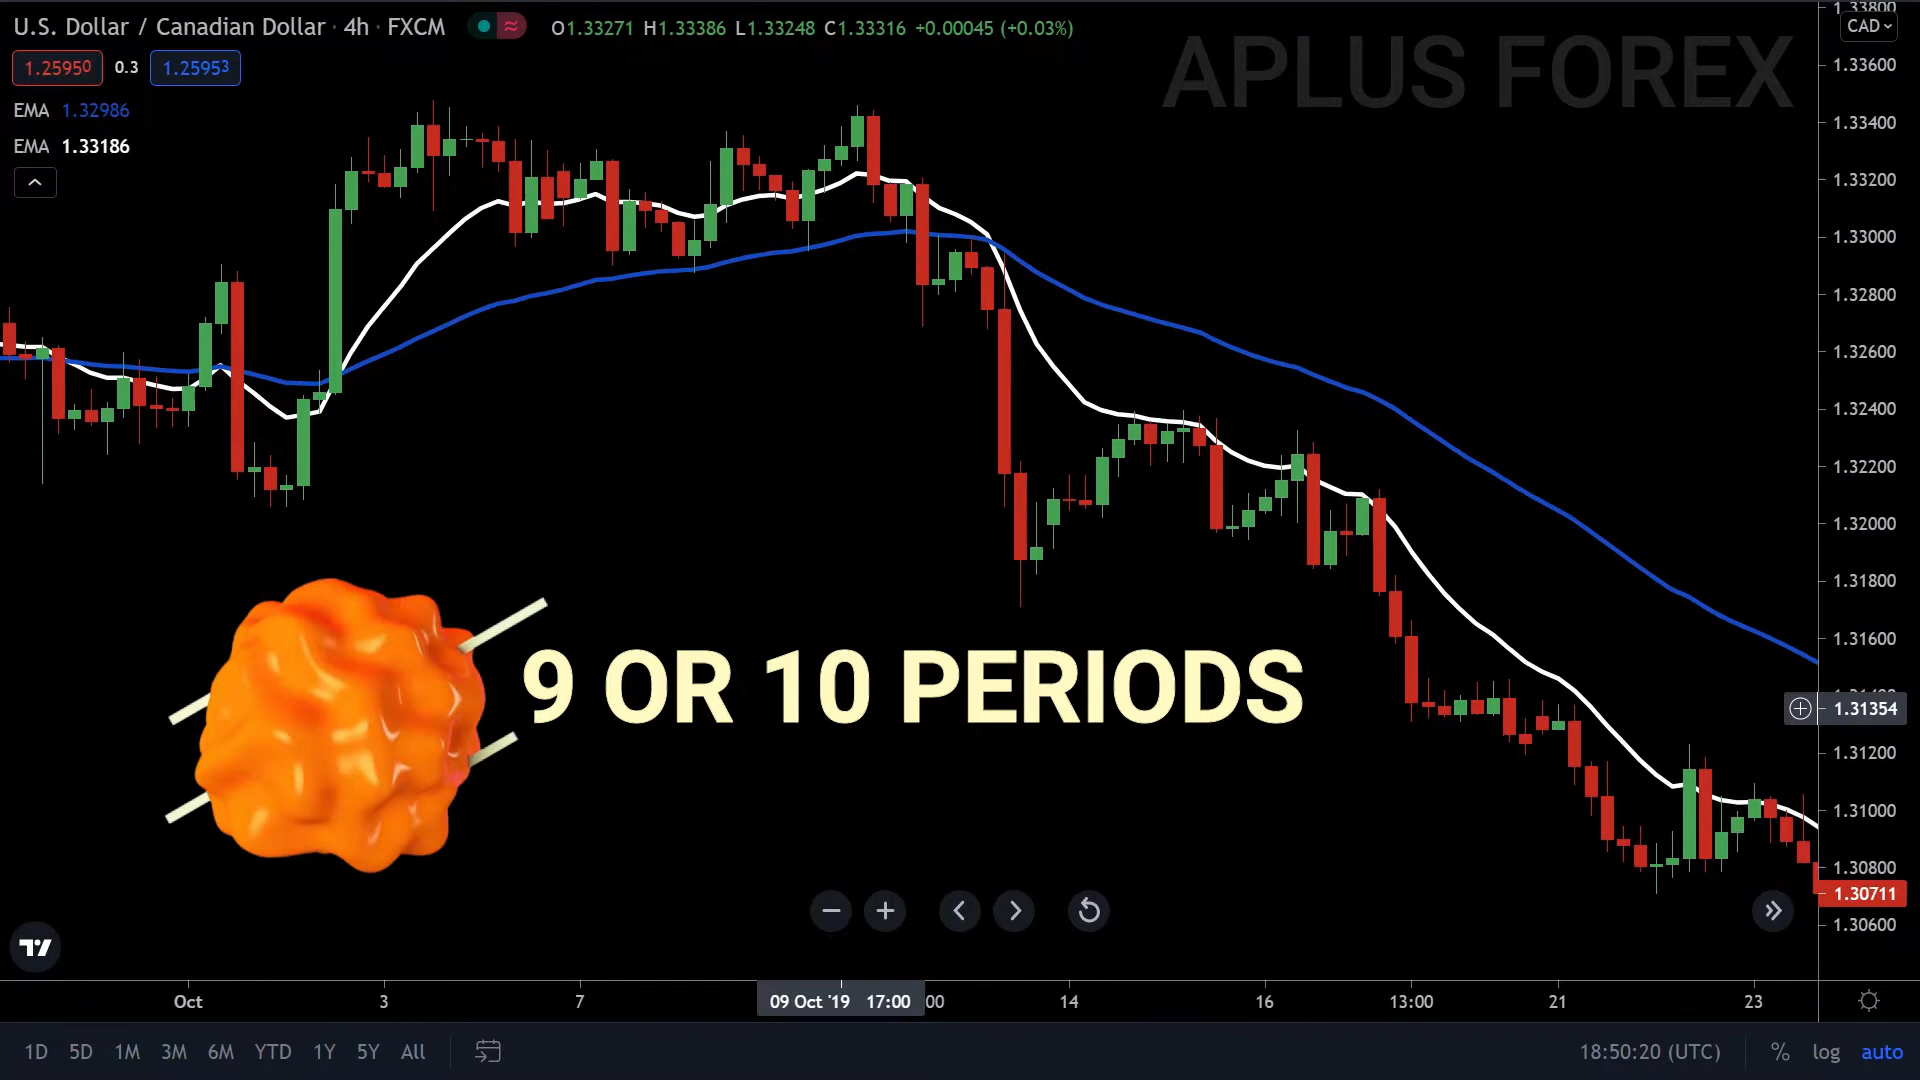 U.S. Dollar / Canadian Dollar · 4h · FXCM
O1.33271 H1.33386 L1.33248 C1.33316 +0.00045 (+0.03%)
1.25950 0.3 1.25953
EMA 1.32986
EMA 1.33186
APLUS FOREX
CAD
1.33800
1.33600
1.33400
1.33200
1.33000
1.32800
1.32600
1.32400
1.32200
1.32000
1.31800
1.31600
1.31354
1.31200
1.31000
1.30800
1.30711
1.30600
9 OR 10 PERIODS
Oct 3 7 09 Oct '19 17:00 :00 14 16 13:00 21 23
1D 5D 1M 3M 6M YTD 1Y 5Y All
18:50:20 (UTC) % log auto